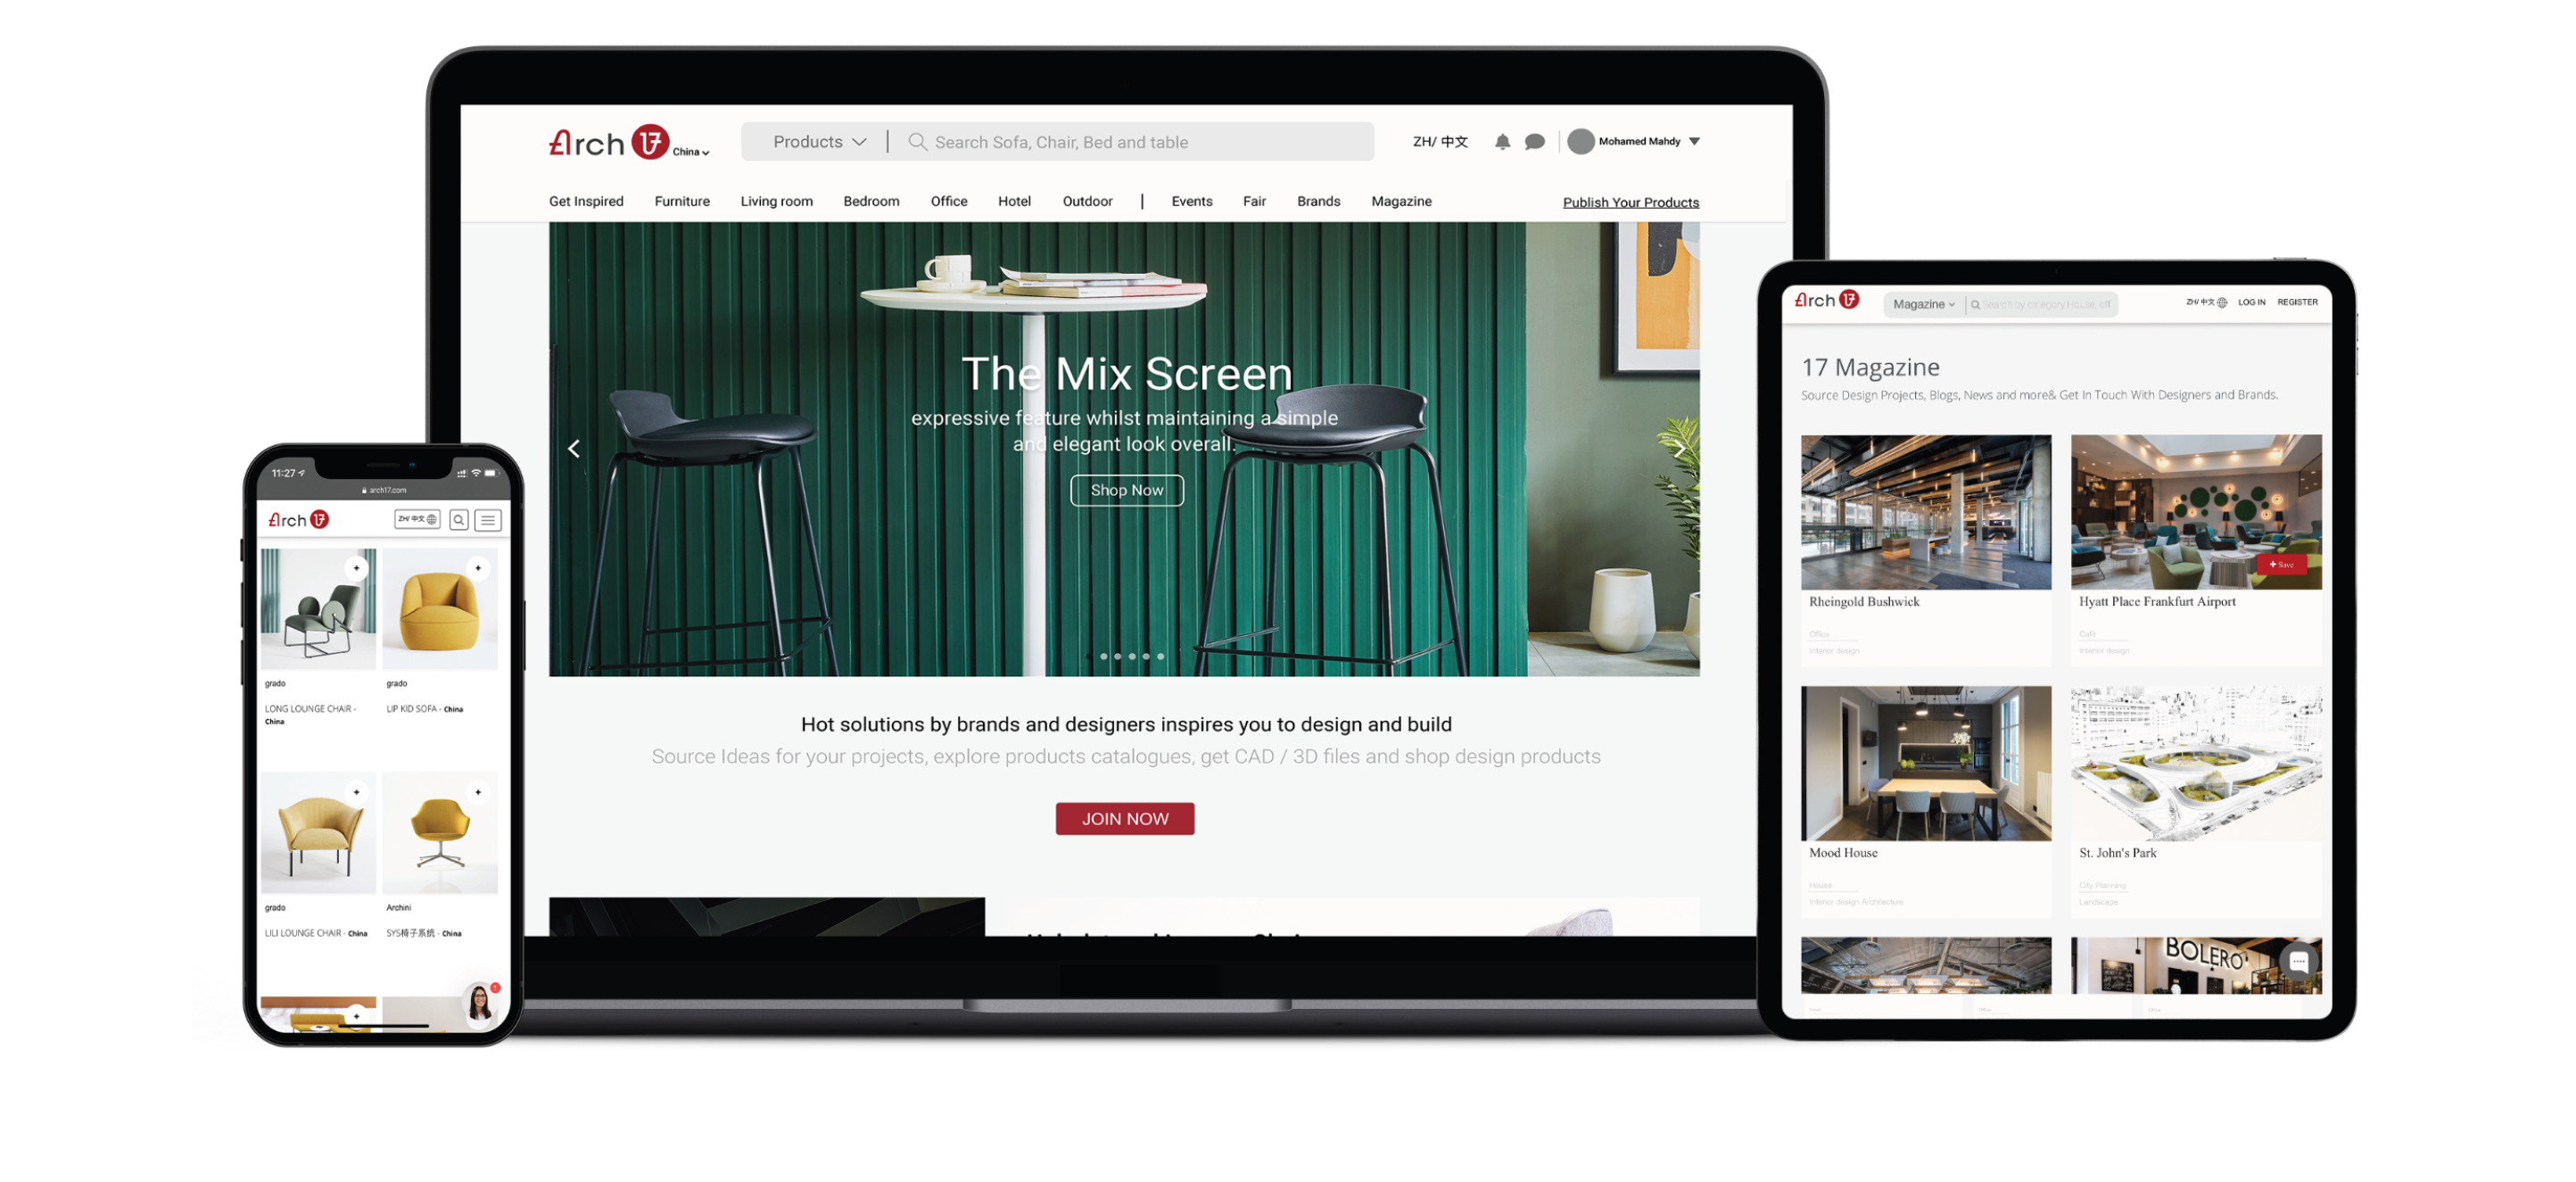 Arch 17 China
Products
Search Sofa, Chair, Bed and table
ZH/ 中文
Mohamed Mahdy
Get Inspired
Furniture
Living room
Bedroom
Office
Hotel
Outdoor
Events
Fair
Brands
Magazine
Publish Your Products
The Mix Screen
expressive feature whilst maintaining a simple
and elegant look overall.
Shop Now
Hot solutions by brands and designers inspires you to design and build
Source Ideas for your projects, explore products catalogues, get CAD / 3D files and shop design products
JOIN NOW
11:27
arch17.com
Arch 17
ZH/ 中文
grado
LONG LOUNGE CHAIR -
China
grado
LIP KID SOFA - China
grado
LILI LOUNGE CHAIR - China
Archini
SYS椅子系统 - China
1
Arch 17
Magazine
Search by category House, off
ZH/ 中文
LOG IN
REGISTER
17 Magazine
Source Design Projects, Blogs, News and more& Get In Touch With Designers and Brands.
Rheingold Bushwick
Office
Interior design
+ Save
Hyatt Place Frankfurt Airport
Café
Interior design
Mood House
House
Interior design Architecture
St. John's Park
City Planning
Landscape
BOLERO